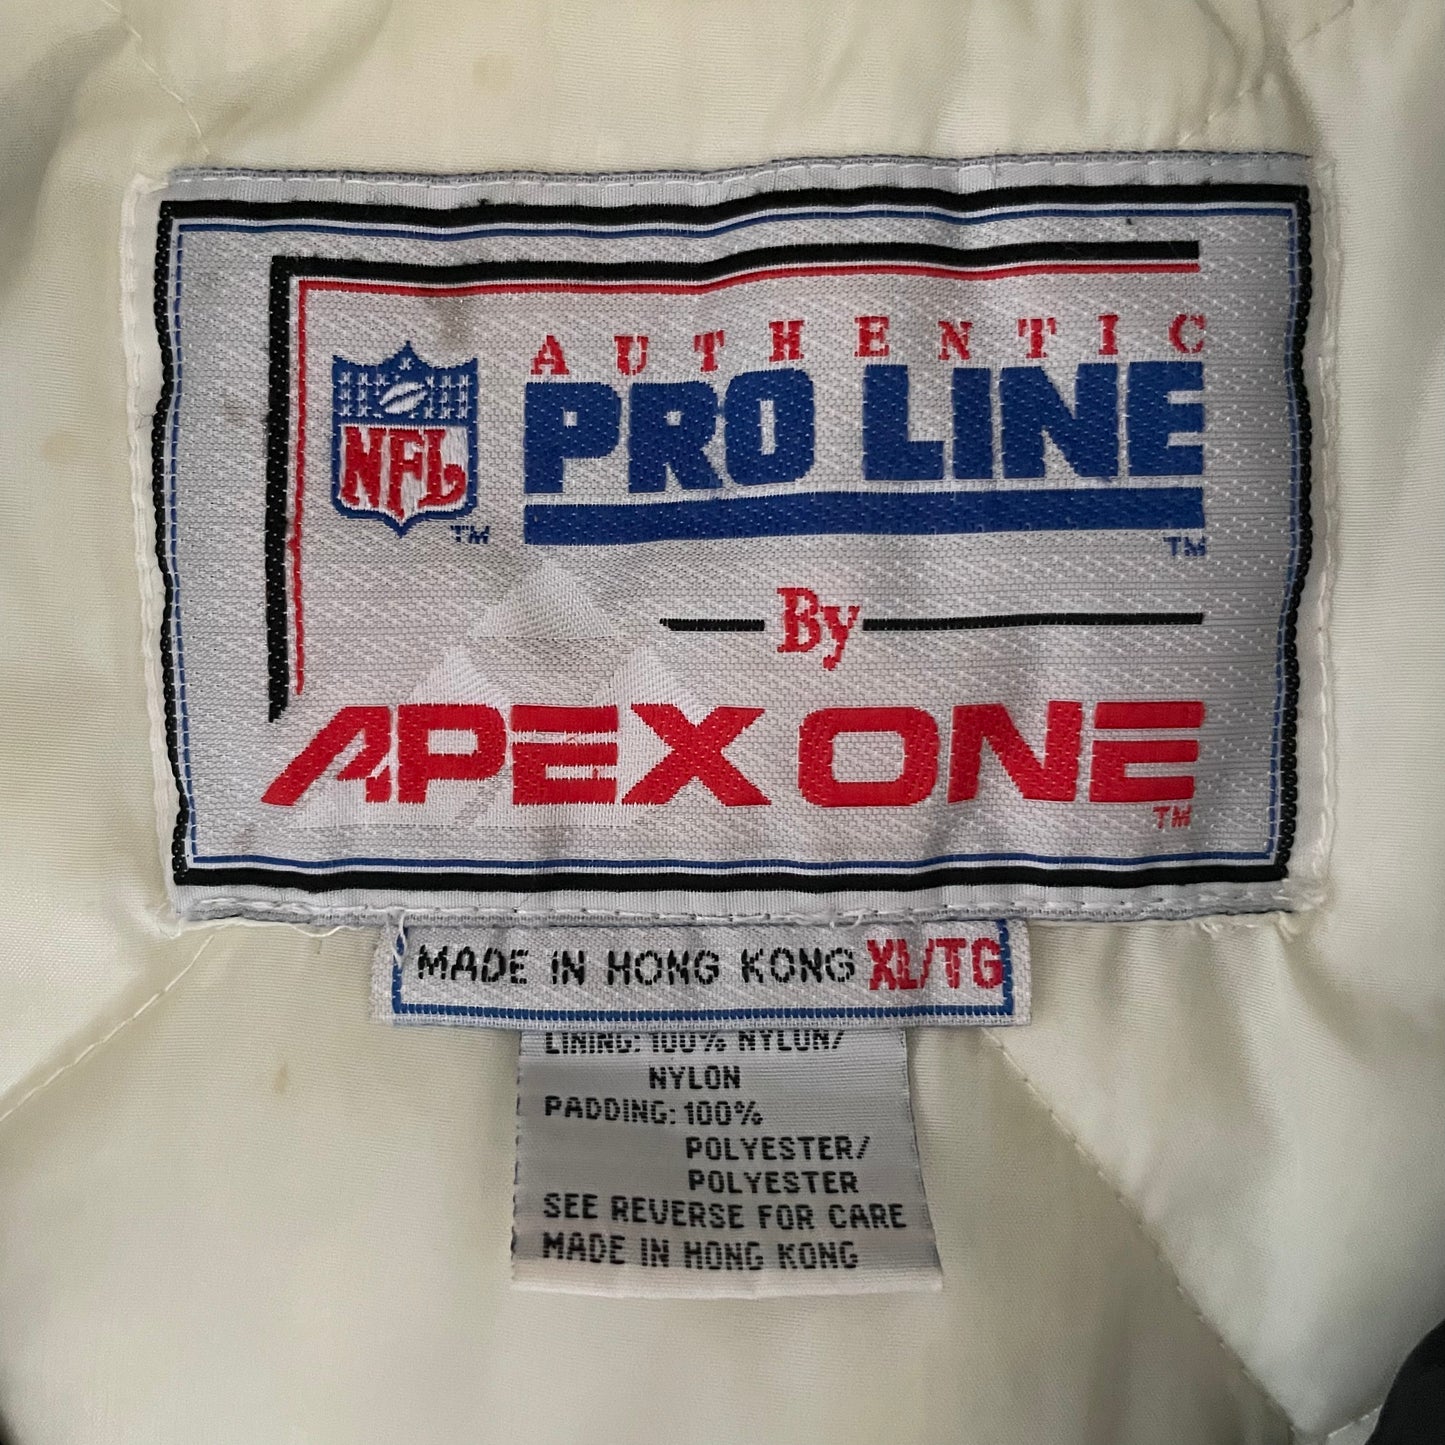 AUTHENTIC
NFL
PRO LINE
TM
TM
By
APEX ONE
TM
MADE IN HONG KONG XL/TG
LINING: 100% NYLON/
NYLON
PADDING: 100%
POLYESTER/
POLYESTER
SEE REVERSE FOR CARE
MADE IN HONG KONG